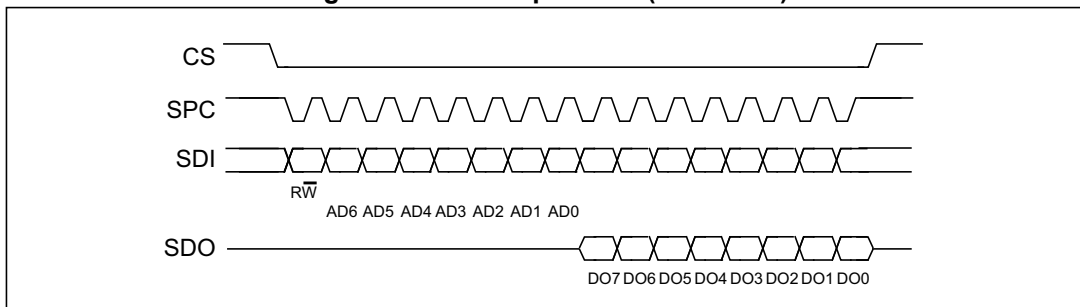 CS
SPC
SDI
RW̅
AD6 AD5 AD4 AD3 AD2 AD1 AD0
SDO
DO7 DO6 DO5 DO4 DO3 DO2 DO1 DO0